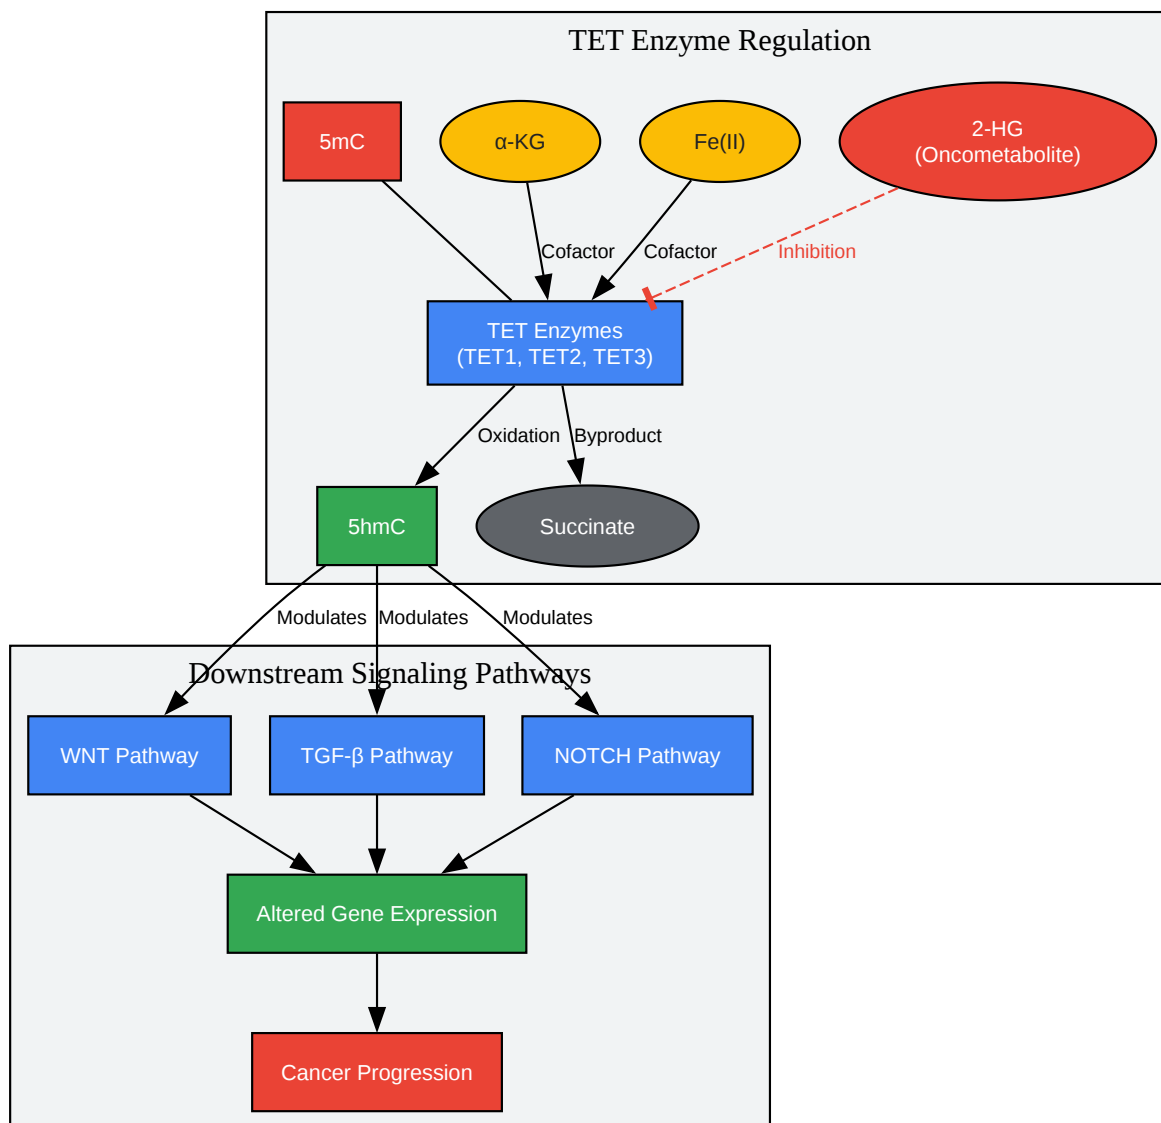 TET Enzyme Regulation
5mC
α-KG
Fe(II)
2-HG
(Oncometabolite)
Cofactor
Cofactor
Inhibition
TET Enzymes
(TET1, TET2, TET3)
Oxidation
Byproduct
5hmC
Succinate
Modulates
Modulates
Modulates
Downstream Signaling Pathways
WNT Pathway
TGF-β Pathway
NOTCH Pathway
Altered Gene Expression
Cancer Progression